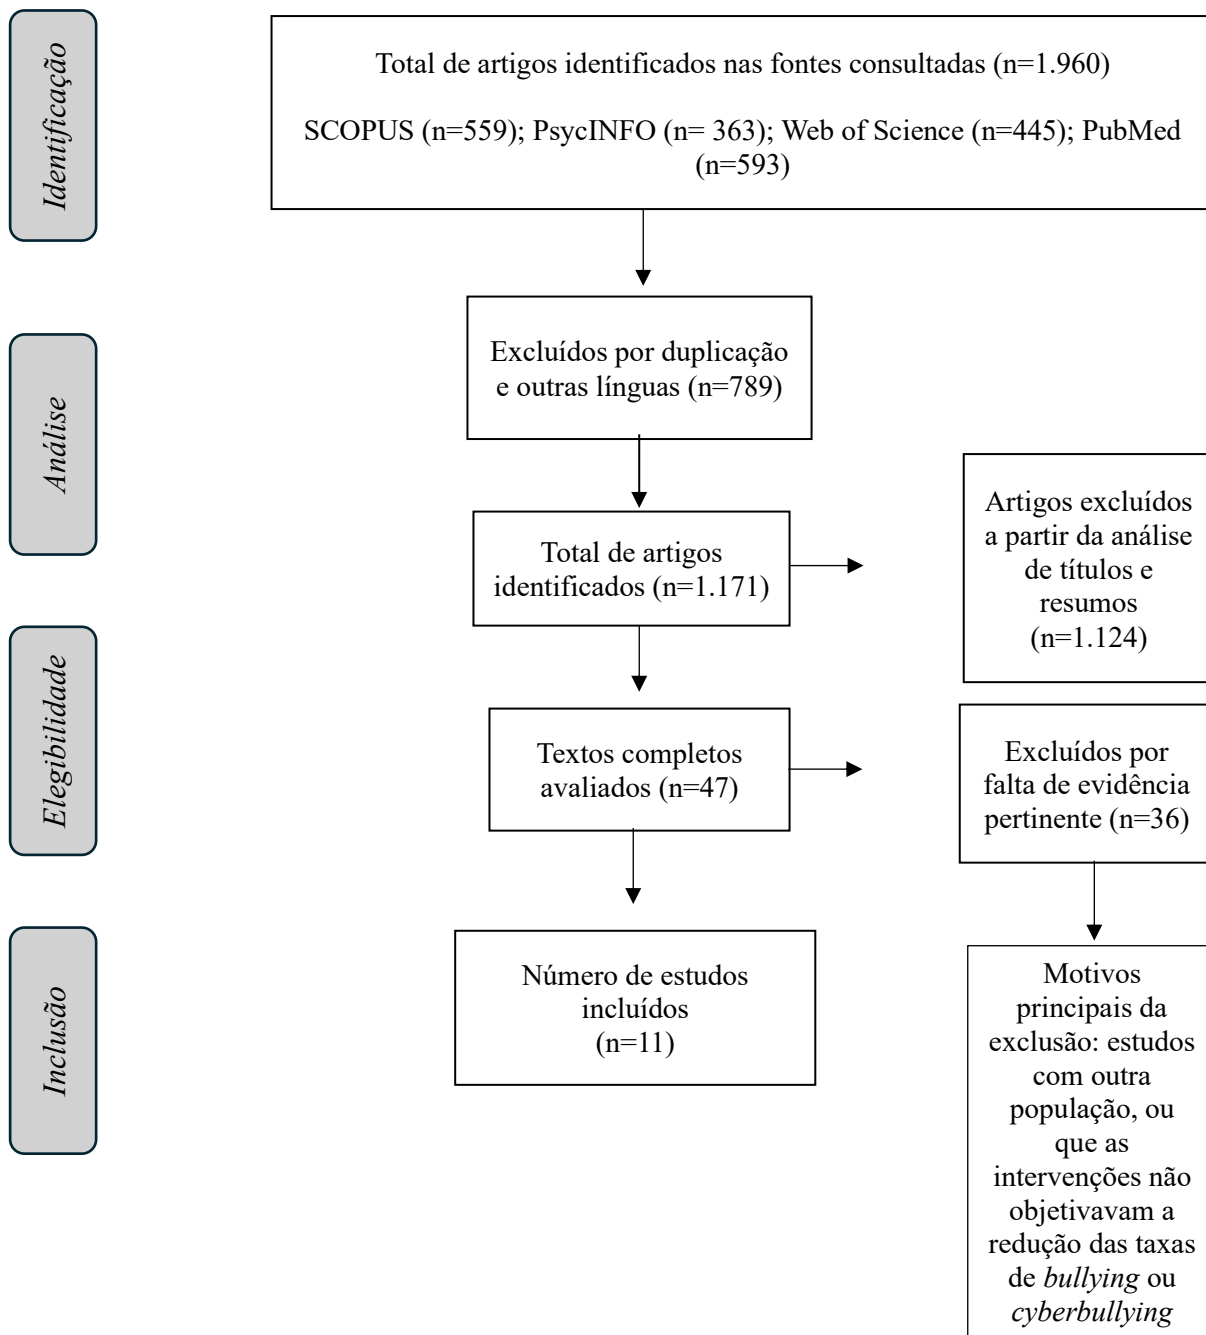 Identificação
Total de artigos identificados nas fontes consultadas (n=1.960)
SCOPUS (n=559); PsycINFO (n= 363); Web of Science (n=445); PubMed
(n=593)
Análise
Excluídos por duplicação
e outras línguas (n=789)
Total de artigos
identificados (n=1.171)
Artigos excluídos
a partir da análise
de títulos e
resumos
(n=1.124)
Elegibilidade
Textos completos
avaliados (n=47)
Excluídos por
falta de evidência
pertinente (n=36)
Inclusão
Número de estudos
incluídos
(n=11)
Motivos
principais da
exclusão: estudos
com outra
população, ou
que as
intervenções não
objetivavam a
redução das taxas
de bullying ou
cyberbullying